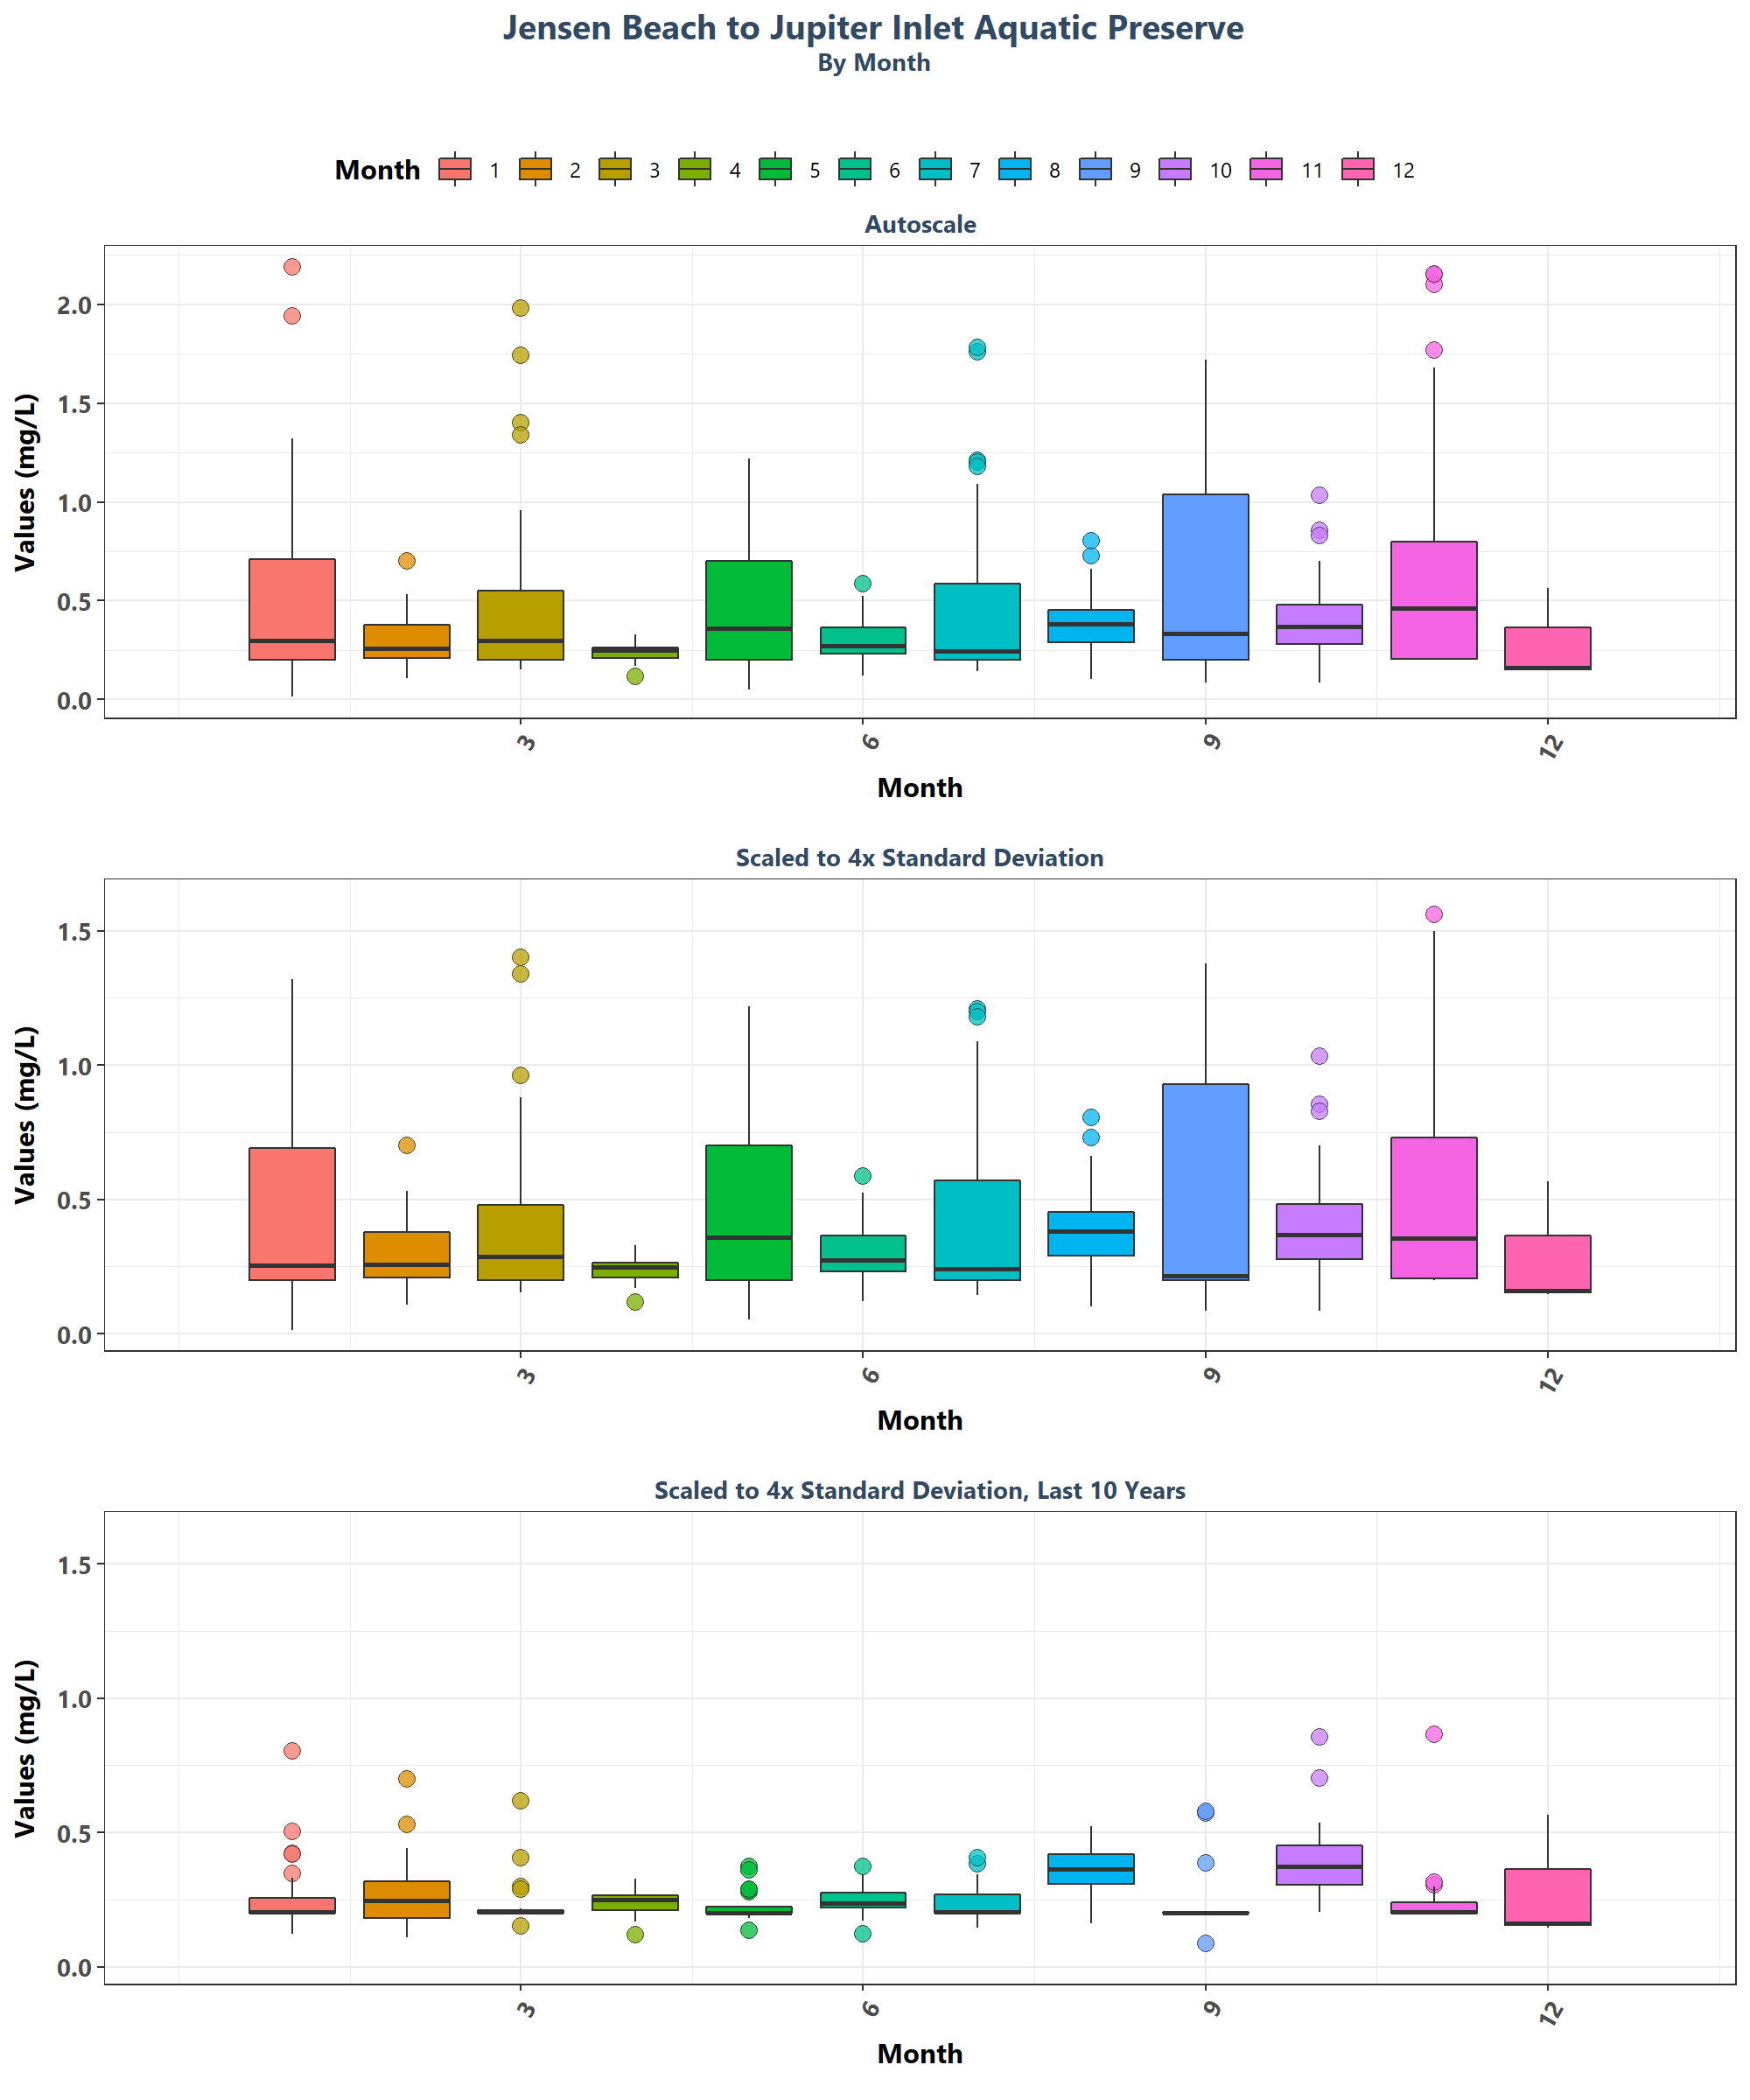 Jensen Beach to Jupiter Inlet Aquatic Preserve
By Month
Month 1 2 3 4 5 6 7 8 9 10 11 12
Autoscale
Values (mg/L)
2.0
1.5
1.0
0.5
0.0
3 6 9 12
Month
Scaled to 4x Standard Deviation
Values (mg/L)
1.5
1.0
0.5
0.0
3 6 9 12
Month
Scaled to 4x Standard Deviation, Last 10 Years
Values (mg/L)
1.5
1.0
0.5
0.0
3 6 9 12
Month